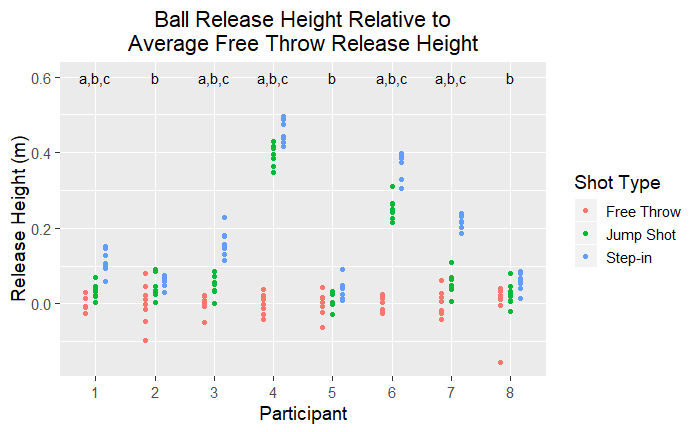 Ball Release Height Relative to
Average Free Throw Release Height
Release Height (m)
0.6
0.4
0.2
0.0
a,b,c b a,b,c a,b,c b a,b,c a,b,c b
1 2 3 4 5 6 7 8
Participant
Shot Type
Free Throw
Jump Shot
Step-in